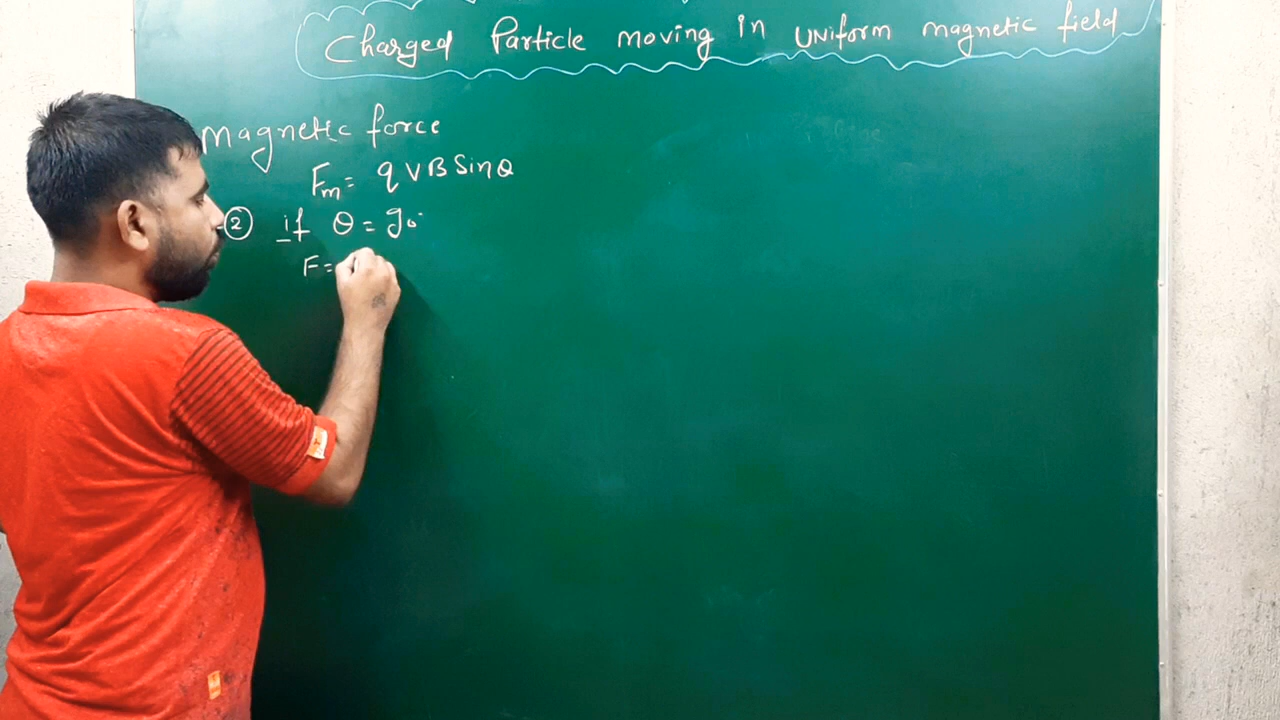 Charged Particle moving in uniform magnetic field
magnetic force
Fm = qVB Sinθ
② if θ = 90°
F=